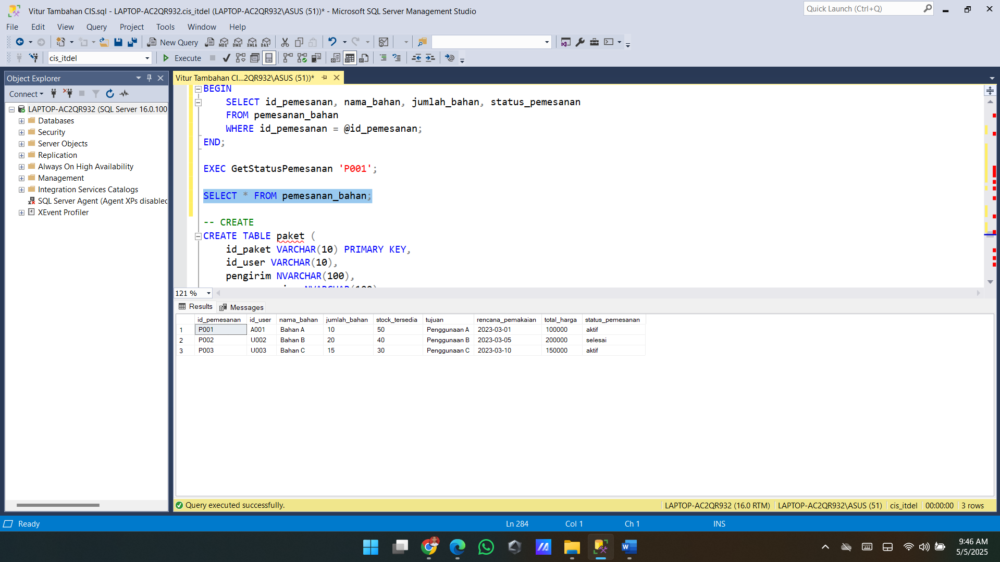 Vitur Tambahan CIS.sql - LAPTOP-AC2QR932.cis_itdel (LAPTOP-AC2QR932\ASUS (51))* - Microsoft SQL Server Management Studio
Quick Launch (Ctrl+Q)
File Edit View Query Project Tools Window Help
New Query
MDX DMX XMLA DAX
cis_itdel
Execute
Object Explorer
Vitur Tambahan CI...2QR932\ASUS (51))*
Connect
LAPTOP-AC2QR932 (SQL Server 16.0.100
Databases
Security
Server Objects
Replication
Always On High Availability
Management
Integration Services Catalogs
SQL Server Agent (Agent XPs disabled
XEvent Profiler
BEGIN
SELECT id_pemesanan, nama_bahan, jumlah_bahan, status_pemesanan
FROM pemesanan_bahan
WHERE id_pemesanan = @id_pemesanan;
END;
EXEC GetStatusPemesanan 'P001';
SELECT * FROM pemesanan_bahan;
-- CREATE
CREATE TABLE paket (
id_paket VARCHAR(10) PRIMARY KEY,
id_user VARCHAR(10),
pengirim NVARCHAR(100),
121 %
Results Messages
id_pemesanan id_user nama_bahan jumlah_bahan stock_tersedia tujuan rencana_pemakaian total_harga status_pemesanan
1 P001 A001 Bahan A 10 50 Penggunaan A 2023-03-01 100000 aktif
2 P002 U002 Bahan B 20 40 Penggunaan B 2023-03-05 200000 selesai
3 P003 U003 Bahan C 15 30 Penggunaan C 2023-03-10 150000 aktif
Query executed successfully.
LAPTOP-AC2QR932 (16.0 RTM) LAPTOP-AC2QR932\ASUS (51) cis_itdel 00:00:00 3 rows
Ready
Ln 284 Col 1 Ch 1 INS
9:46 AM
5/5/2025